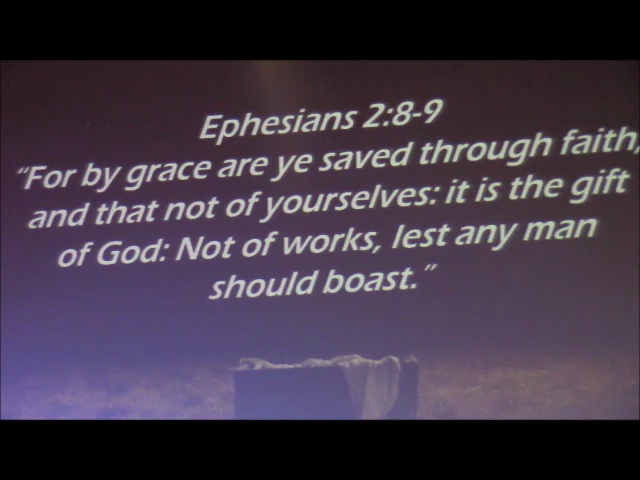 Ephesians 2:8-9
“For by grace are ye saved through faith,
and that not of yourselves: it is the gift
of God: Not of works, lest any man
should boast.”